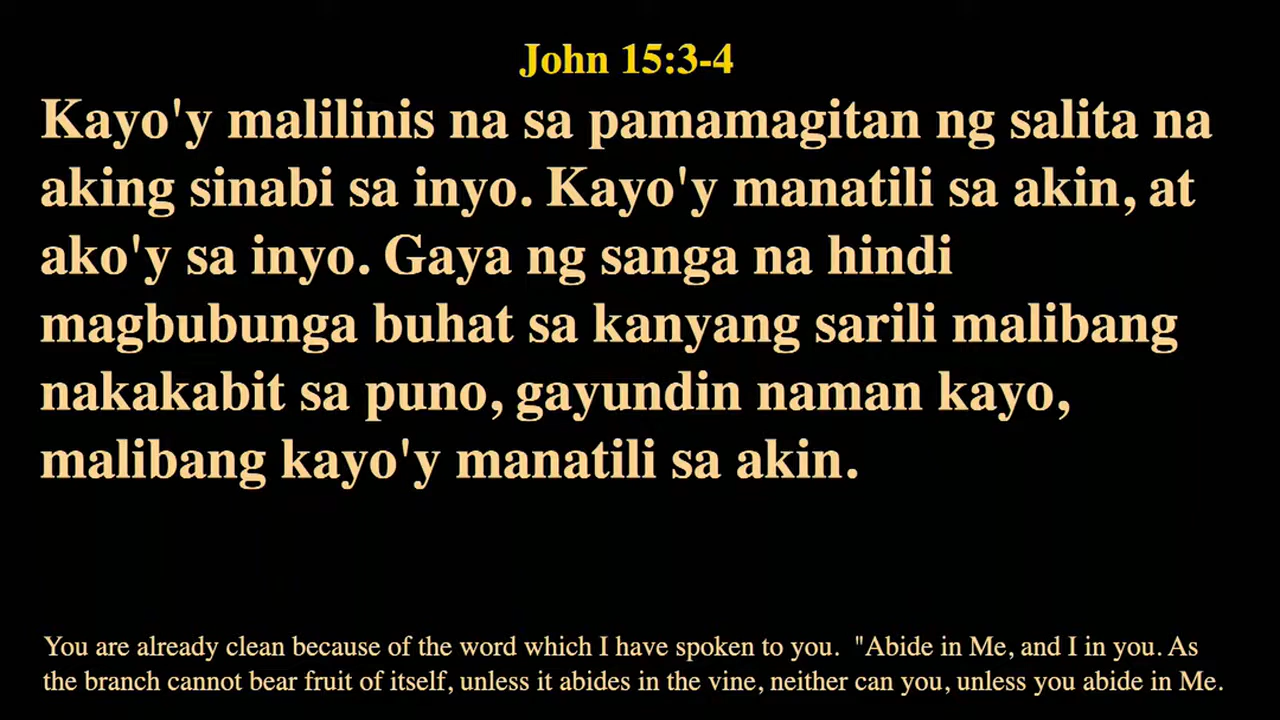 John 15:3-4
Kayo'y malilinis na sa pamamagitan ng salita na
aking sinabi sa inyo. Kayo'y manatili sa akin, at
ako'y sa inyo. Gaya ng sanga na hindi
magbubunga buhat sa kanyang sarili malibang
nakakabit sa puno, gayundin naman kayo,
malibang kayo'y manatili sa akin.
You are already clean because of the word which I have spoken to you.  "Abide in Me, and I in you. As
the branch cannot bear fruit of itself, unless it abides in the vine, neither can you, unless you abide in Me.